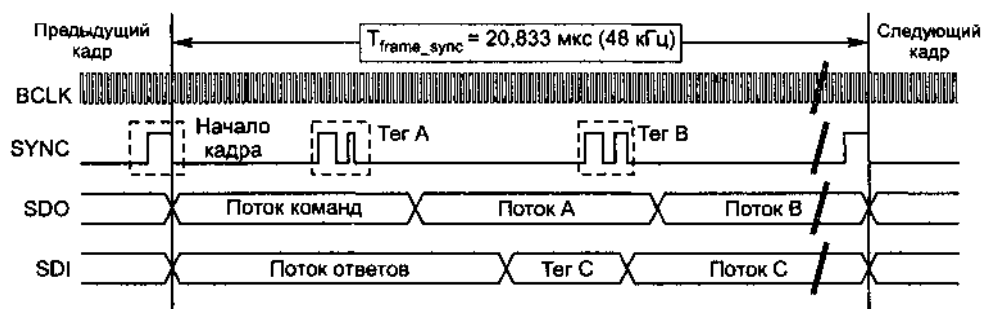 Предыдущий
кадр
T frame_sync = 20,833 мкс (48 кГц)
Следующий
кадр
BCLK
SYNC
Начало
кадра
Тег A
Тег B
SDO
Поток команд
Поток A
Поток B
SDI
Поток ответов
Тег C
Поток C